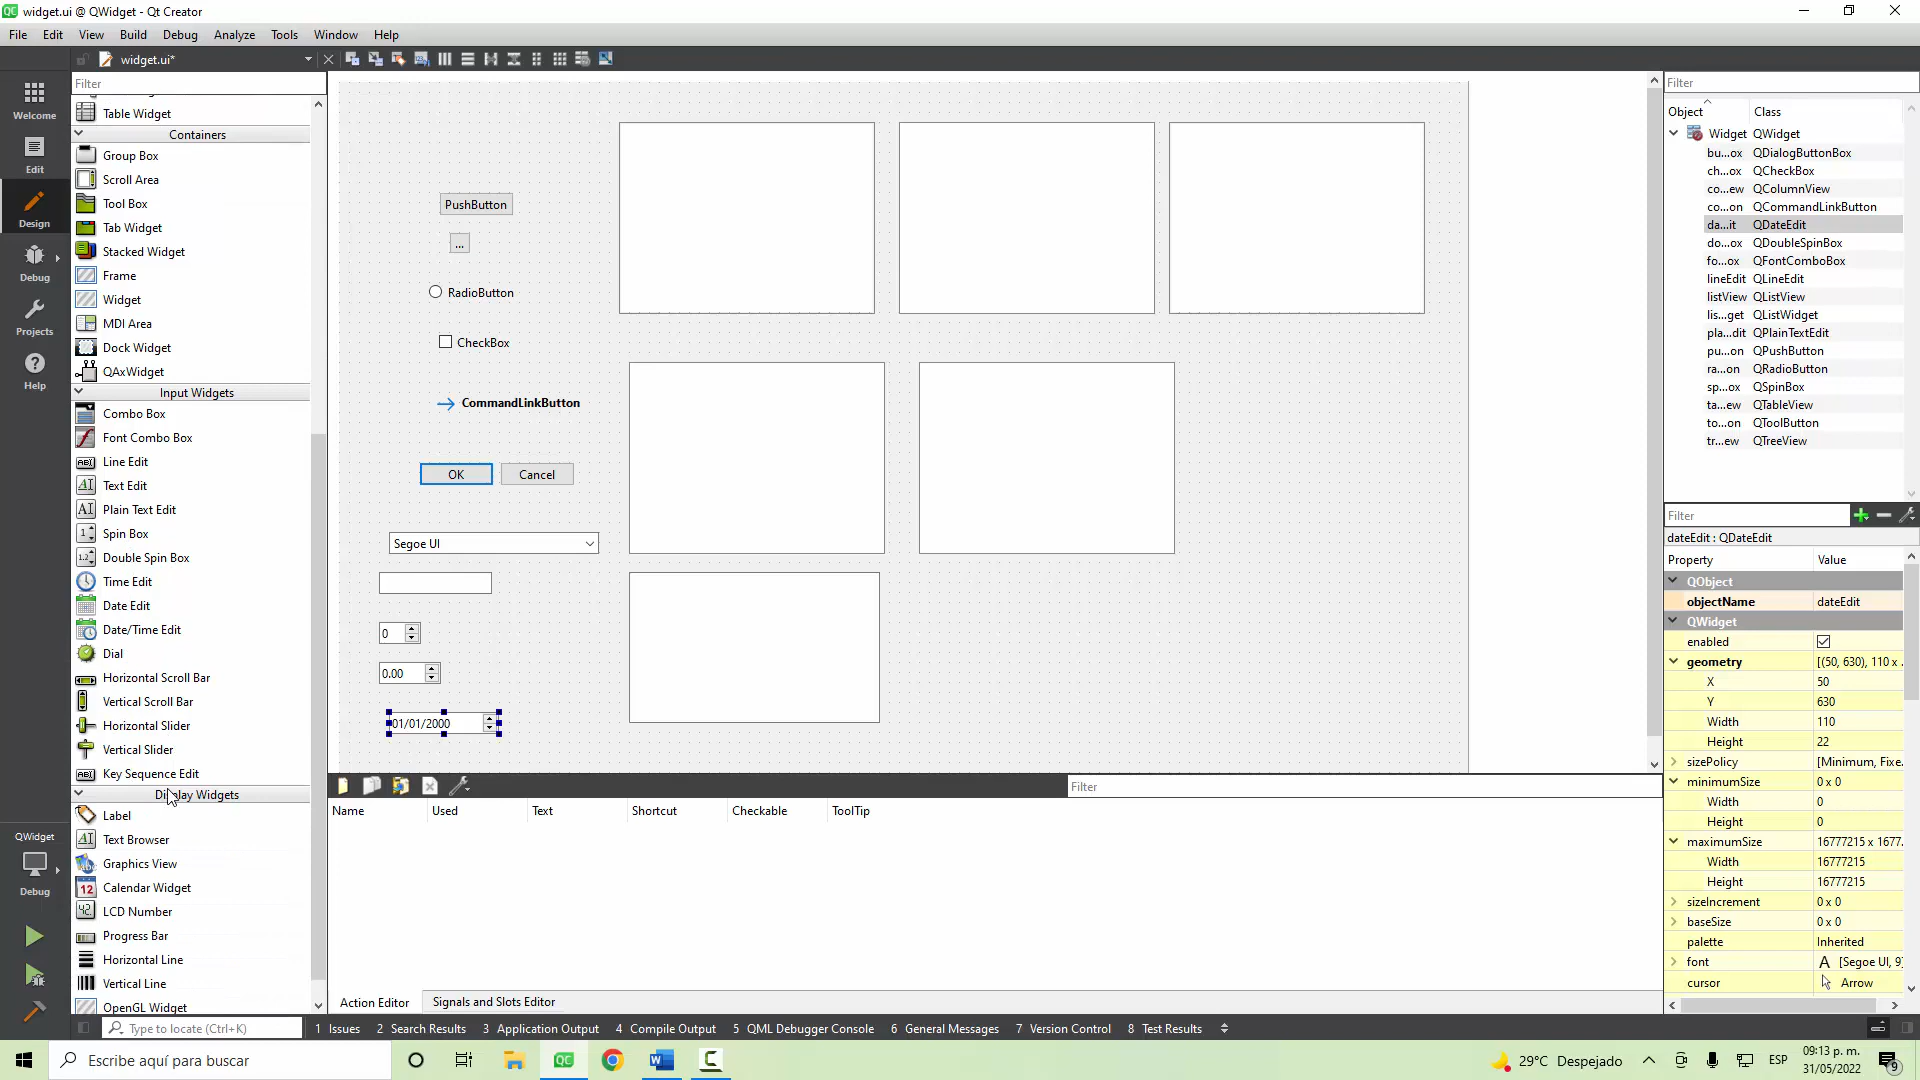 widget.ui @ QWidget - Qt Creator
File Edit View Build Debug Analyze Tools Window Help
widget.ui*
Filter
Welcome
Edit
Design
Debug
Projects
Help
QWidget
Debug
Table Widget
Containers
Group Box
Scroll Area
Tool Box
Tab Widget
Stacked Widget
Frame
Widget
MDI Area
Dock Widget
QAxWidget
Input Widgets
Combo Box
Font Combo Box
Line Edit
Text Edit
Plain Text Edit
Spin Box
Double Spin Box
Time Edit
Date Edit
Date/Time Edit
Dial
Horizontal Scroll Bar
Vertical Scroll Bar
Horizontal Slider
Vertical Slider
Key Sequence Edit
Display Widgets
Label
Text Browser
Graphics View
Calendar Widget
LCD Number
Progress Bar
Horizontal Line
Vertical Line
OpenGL Widget
PushButton
...
RadioButton
CheckBox
CommandLinkButton
OK Cancel
Segoe UI
0
0.00
01/01/2000
Filter
Name Used Text Shortcut Checkable ToolTip
Action Editor Signals and Slots Editor
Filter
Object Class
Widget QWidget
bu...ox QDialogButtonBox
ch...ox QCheckBox
co...ew QColumnView
co...on QCommandLinkButton
da...it QDateEdit
do...ox QDoubleSpinBox
fo...ox QFontComboBox
lineEdit QLineEdit
listView QListView
lis...get QListWidget
pla...dit QPlainTextEdit
pu...on QPushButton
ra...on QRadioButton
sp...ox QSpinBox
ta...ew QTableView
to...on QToolButton
tr...ew QTreeView
Filter
dateEdit : QDateEdit
Property Value
QObject
objectName dateEdit
QWidget
enabled
geometry [(50, 630), 110 x ...
X 50
Y 630
Width 110
Height 22
sizePolicy [Minimum, Fixe...
minimumSize 0 x 0
Width 0
Height 0
maximumSize 16777215 x 1677...
Width 16777215
Height 16777215
sizeIncrement 0 x 0
baseSize 0 x 0
palette Inherited
font A [Segoe UI, 9]
cursor Arrow
Type to locate (Ctrl+K) 1 Issues 2 Search Results 3 Application Output 4 Compile Output 5 QML Debugger Console 6 General Messages 7 Version Control 8 Test Results
Escribe aquí para buscar
29°C Despejado
ESP
09:13 p. m.
31/05/2022
9